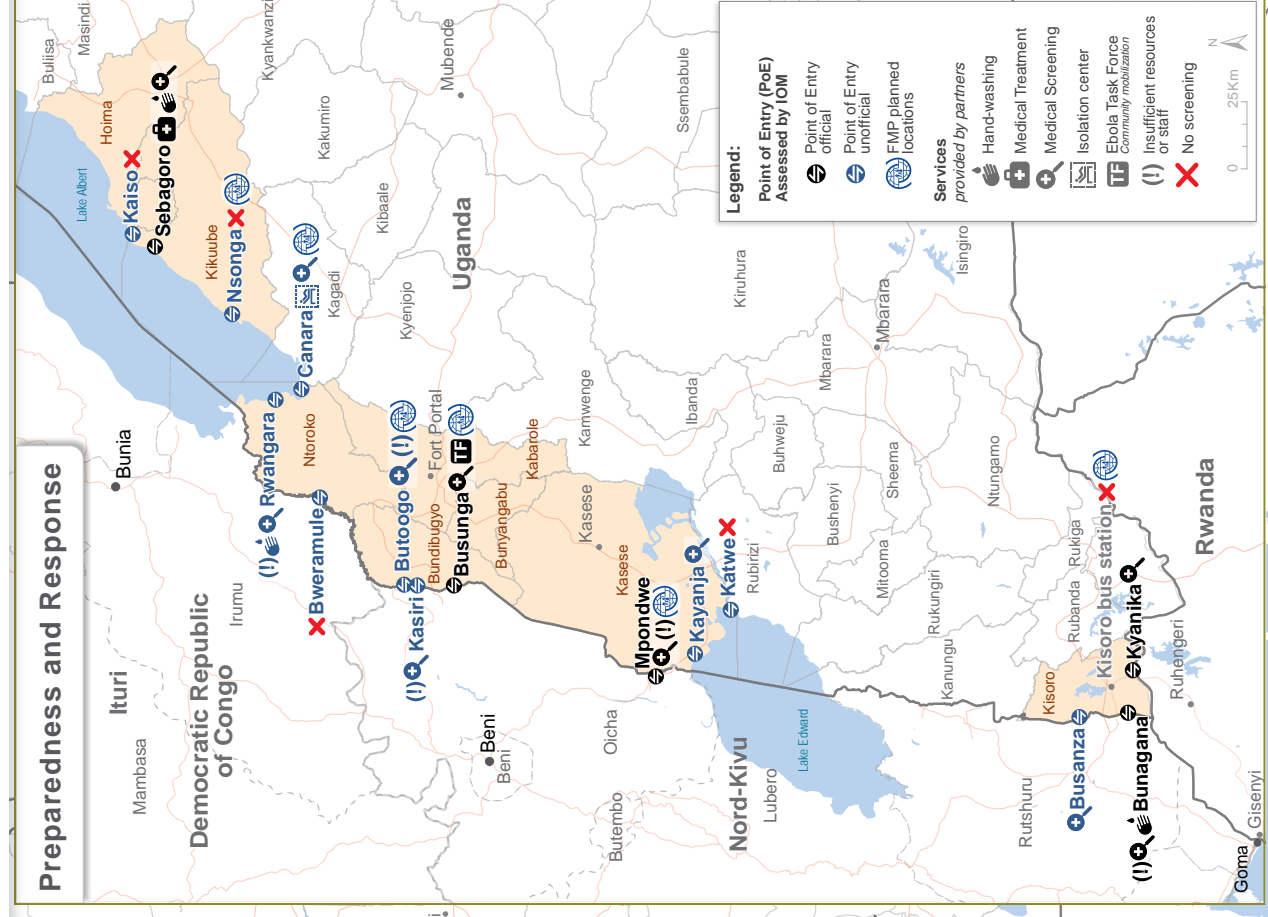 Preparedness and Response
Buliisa
Masindi
Hoima
Kyankwanzi
Mubende
Lake Albert
Kaiso
Sebagoro
Kikuube
Nsonga
Kakumiro
Ssembabule
Kibaale
Canara
Kagadi
Uganda
Kyenjojo
Kiruhura
Isingiro
Bunia
(!)
Rwangara
Ntoroko
Bweramule
Butoogo
(!)
Fort Portal
Kamwenge
Ibanda
Mbarara
Mbarara
(!)
Kasiri
Bundibugyo
Busunga
TF
Bunyangabu
Kabarole
Buhweju
Kasese
Kasese
Bushenyi
Sheema
Ntungamo
Mpondwe
(!)
Kayanja
Katwe
Rubirizi
Mitooma
Rukungiri
Rubanda
Rukiga
Kisoro bus station
Rwanda
Kanungu
Kisoro
Kyanika
Ruhengeri
Ituri
Irumu
Mambasa
Democratic Republic
of Congo
Beni
Beni
Oicha
Butembo
Nord-Kivu
Lubero
Lake Edward
Rutshuru
Busanza
(!)
Bunagana
Goma
Gisenyi
i
Legend:
Point of Entry (PoE)
Assessed by IOM
Point of Entry
official
Point of Entry
unofficial
FMP planned
locations
Services
provided by partners
Hand-washing
Medical Treatment
Medical Screening
Isolation center
TF
Ebola Task Force
Community mobilization
(!)
Insufficient resources
or staff
No screening
0
25Km
N